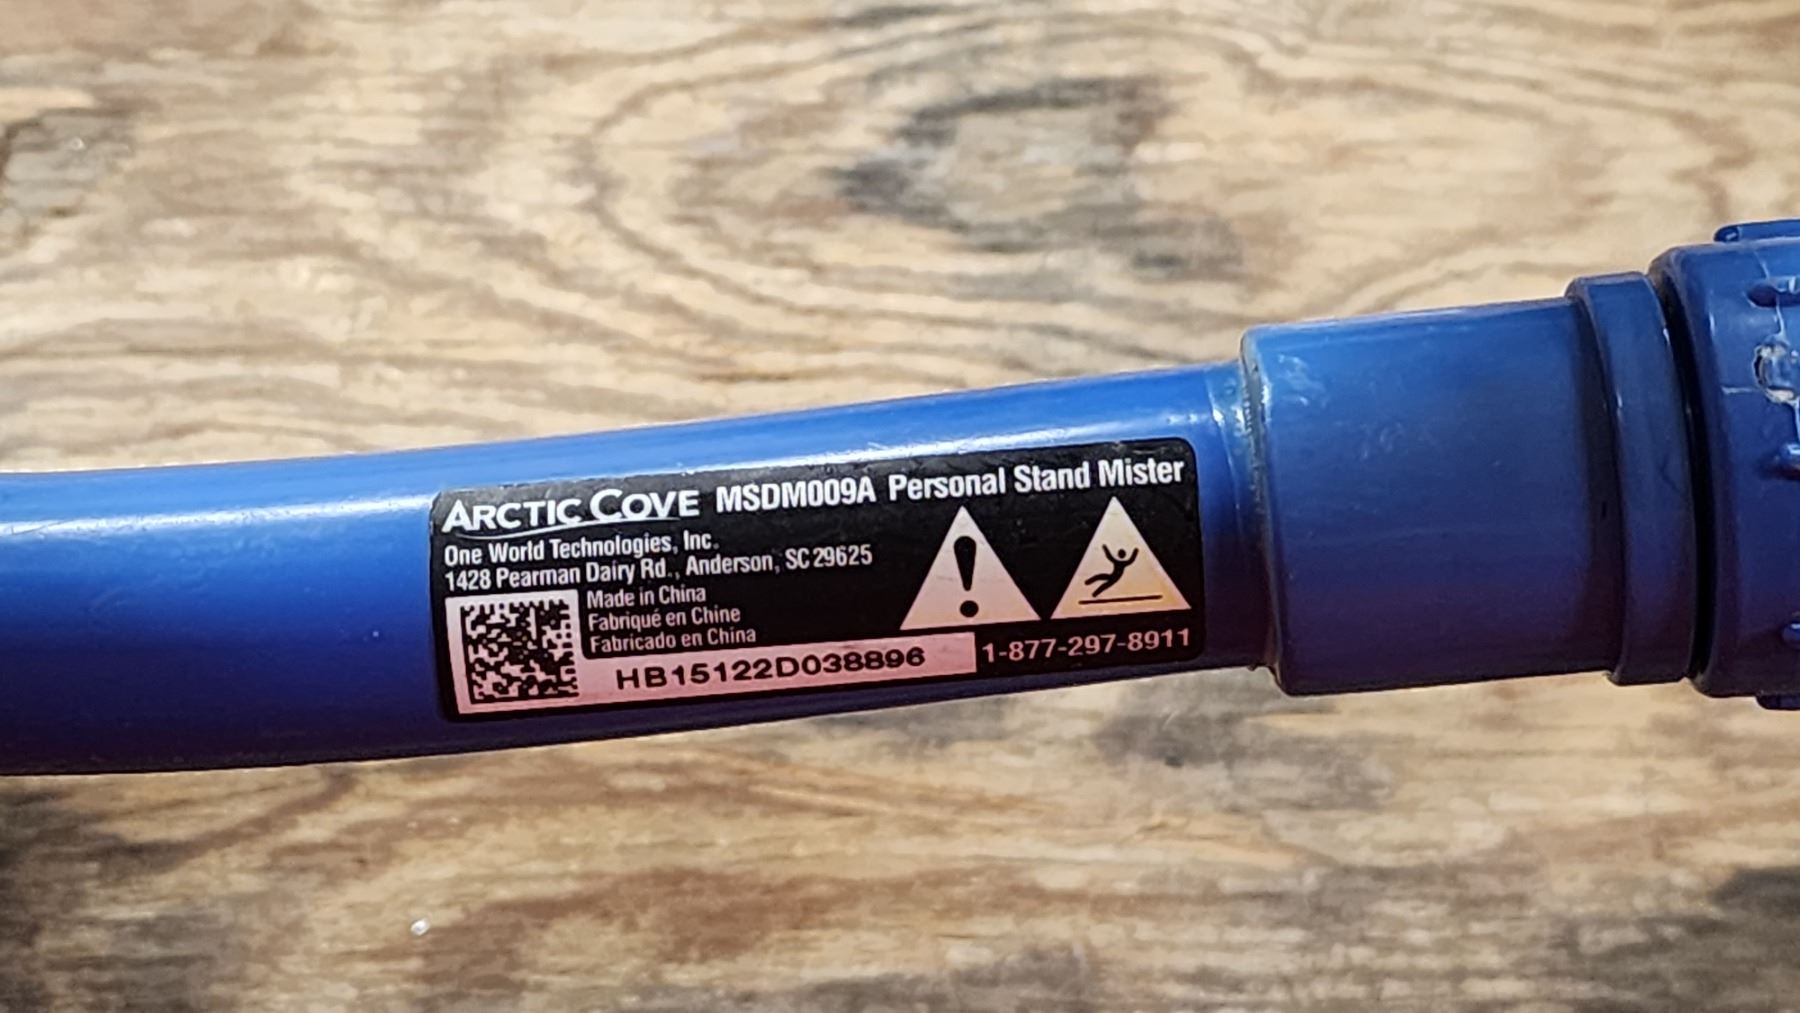 ARCTIC COVE MSDM009A Personal Stand Mister
One World Technologies, Inc.
1428 Pearman Dairy Rd., Anderson, SC 29625
Made in China
Fabriqué en Chine
Fabricado en China
HB15122D038896
1-877-297-8911